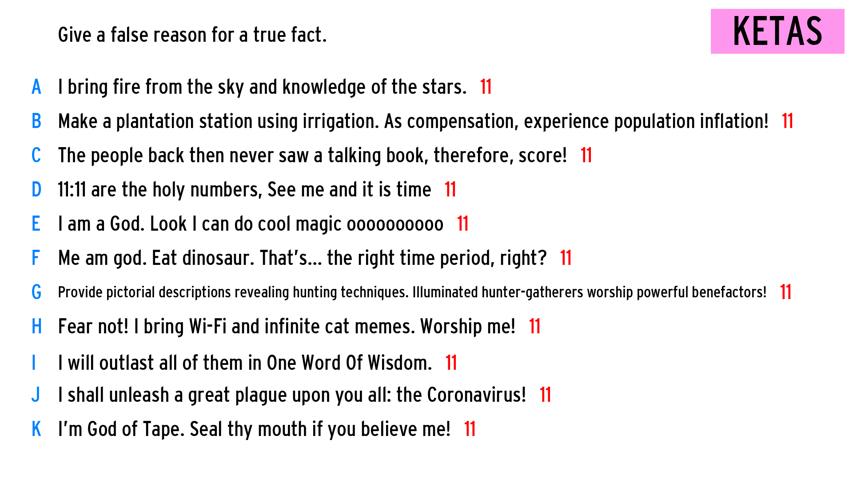 Give a false reason for a true fact.
KETAS
A I bring fire from the sky and knowledge of the stars. 11
B Make a plantation station using irrigation. As compensation, experience population inflation! 11
C The people back then never saw a talking book, therefore, score! 11
D 11:11 are the holy numbers, See me and it is time 11
E I am a God. Look I can do cool magic oooooooooo 11
F Me am god. Eat dinosaur. That's... the right time period, right? 11
G Provide pictorial descriptions revealing hunting techniques. Illuminated hunter-gatherers worship powerful benefactors! 11
H Fear not! I bring Wi-Fi and infinite cat memes. Worship me! 11
I I will outlast all of them in One Word Of Wisdom. 11
J I shall unleash a great plague upon you all: the Coronavirus! 11
K I'm God of Tape. Seal thy mouth if you believe me! 11